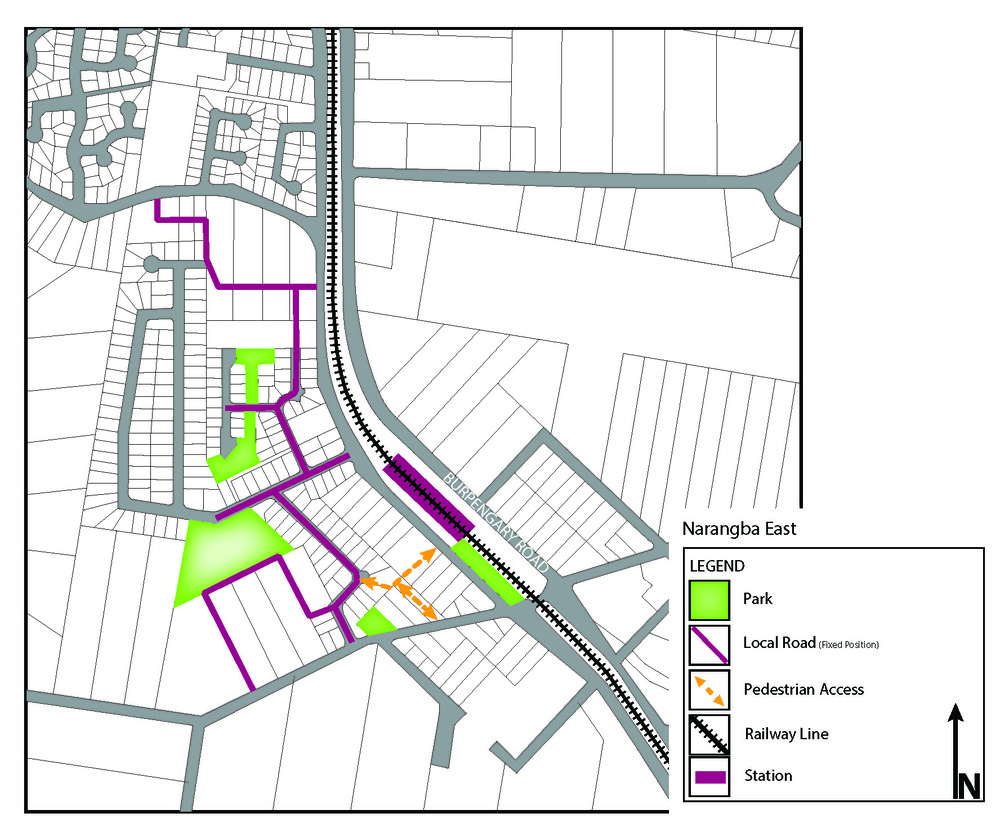 BURPENGARY ROAD
Narangba East
LEGEND
Park
Local Road (Fixed Position)
Pedestrian Access
Railway Line
Station
N